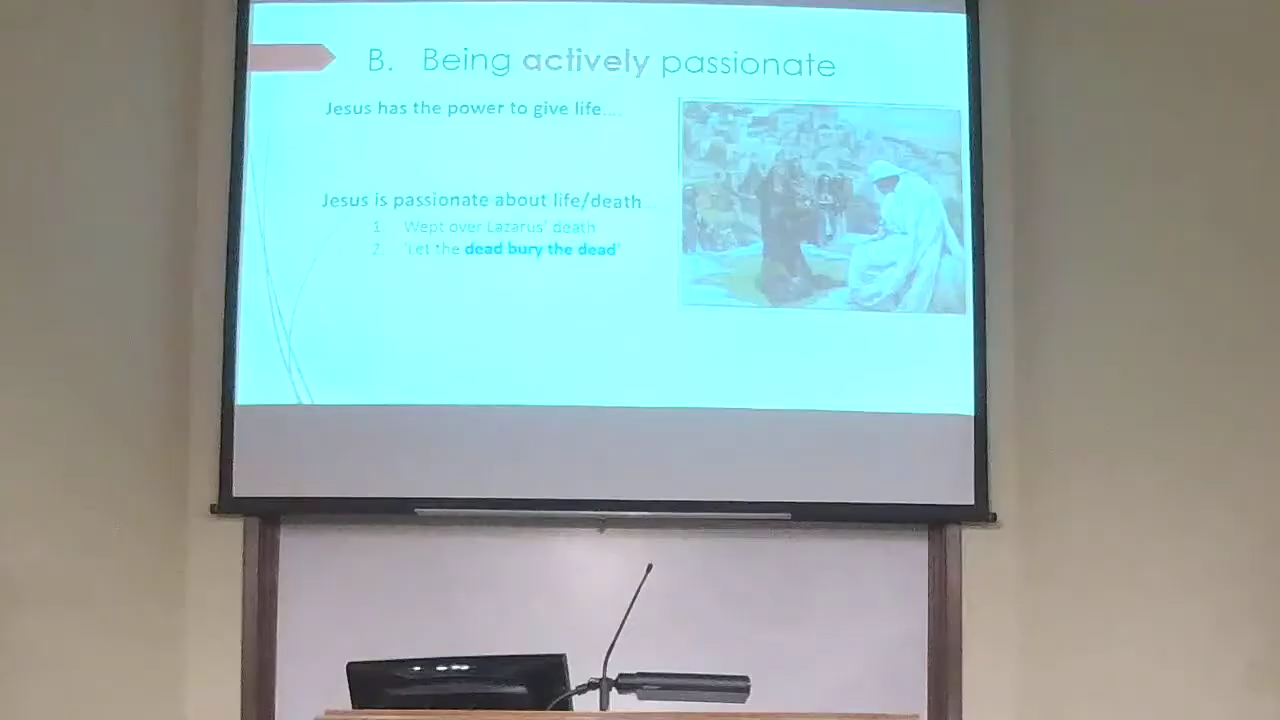 B. Being actively passionate
Jesus has the power to give life....
Jesus is passionate about life/death...
1. Wept over Lazarus' death
2. 'Let the dead bury the dead'